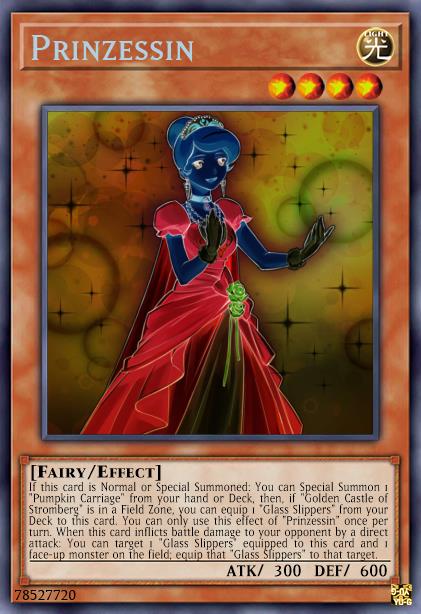 Prinzessin
LIGHT
光
[Fairy/Effect]
If this card is Normal or Special Summoned: You can Special Summon 1
"Pumpkin Carriage" from your hand or Deck, then, if "Golden Castle of
Stromberg" is in a Field Zone, you can equip 1 "Glass Slippers" from your
Deck to this card. You can only use this effect of "Prinzessin" once per
turn. When this card inflicts battle damage to your opponent by a direct
attack: You can target 1 "Glass Slippers" equipped to this card and 1
face-up monster on the field; equip that "Glass Slippers" to that target.
ATK/ 300 DEF/ 600
78527720